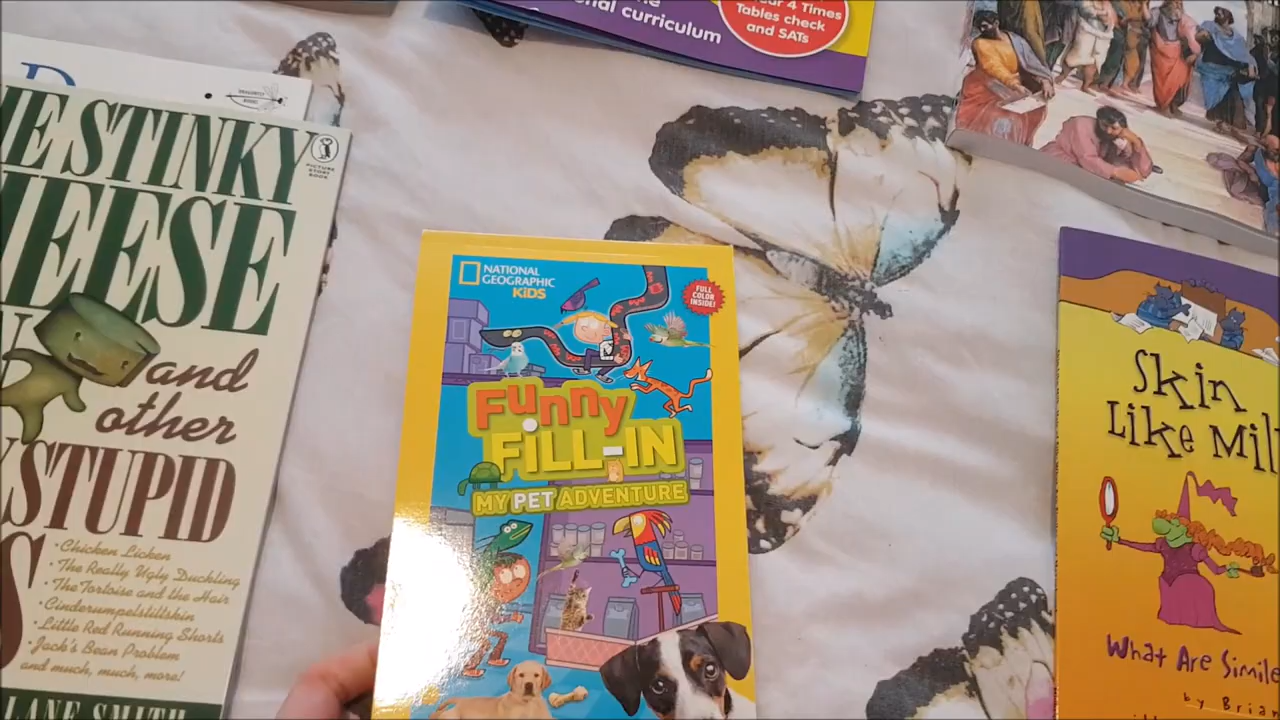 nal curriculum
4 Times
Tables check
and SATs
STINKY
PICTURE
STORY
BOOK
and
other
STUPID
•Chicken Licken
•The Really Ugly Duckling
•The Tortoise and the Hair
•Cinderumpelstiltskin
•Little Red Running Shorts
•Jack's Bean Problem
and much, much, more!
LANE SMITH
NATIONAL
GEOGRAPHIC
KiDS
FULL
COLOR
INSIDE!
Funny
FiLL-IN
MY PET ADVENTURE
Skin
Like Mil
What Are Simile
by Bria